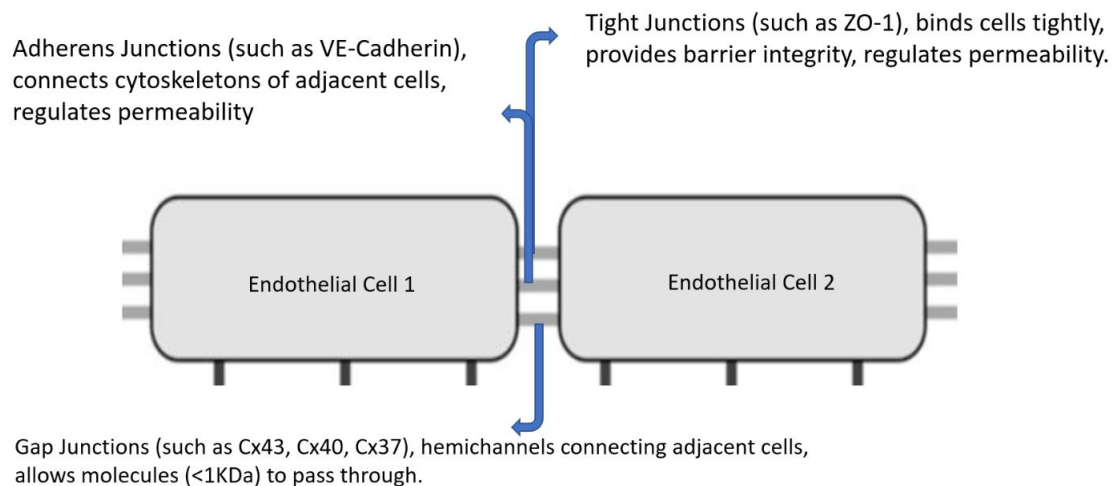 Adherens Junctions (such as VE-Cadherin),
connects cytoskeletons of adjacent cells,
regulates permeability
Tight Junctions (such as ZO-1), binds cells tightly,
provides barrier integrity, regulates permeability.
Endothelial Cell 1
Endothelial Cell 2
Gap Junctions (such as Cx43, Cx40, Cx37), hemichannels connecting adjacent cells,
allows molecules (<1KDa) to pass through.